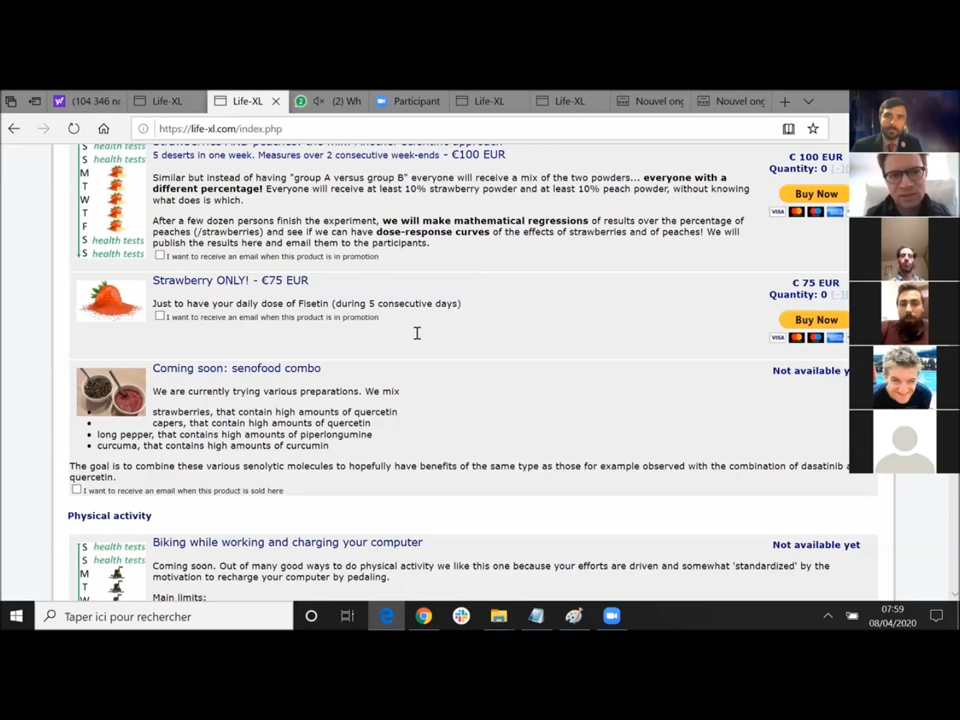 (104 346 nc
Life-XL
Life-XL
(2) Wh
Participant
Life-XL
Life-XL
Nouvel ong
Nouvel ong
https://life-xl.com/index.php
5 deserts in one week. Measures over 2 consecutive week-ends - €100 EUR
S
S health tests
M
T
W
T
F
S health tests
S health tests
Similar but instead of having "group A versus group B" everyone will receive a mix of the two powders... everyone with a
different percentage! Everyone will receive at least 10% strawberry powder and at least 10% peach powder, without knowing
what does is which.
After a few dozen persons finish the experiment, we will make mathematical regressions of results over the percentage of
peaches (/strawberries) and see if we can have dose-response curves of the effects of strawberries and of peaches! We will
publish the results here and email them to the participants.
I want to receive an email when this product is in promotion
€ 100 EUR
Quantity: 0
Buy Now
VISA
Strawberry ONLY! - €75 EUR
Just to have your daily dose of Fisetin (during 5 consecutive days)
I want to receive an email when this product is in promotion
€ 75 EUR
Quantity: 0
Buy Now
VISA
Coming soon: senofood combo
Not available y
We are currently trying various preparations. We mix
strawberries, that contain high amounts of quercetin
capers, that contain high amounts of quercetin
long pepper, that contains high amounts of piperlongumine
curcuma, that contains high amounts of curcumin
The goal is to combine these various senolytic molecules to hopefully have benefits of the same type as those for example observed with the combination of dasatinib a
quercetin.
I want to receive an email when this product is sold here
Physical activity
S health tests
S health tests
M
T
W
Biking while working and charging your computer
Not available yet
Coming soon. Out of many good ways to do physical activity we like this one because your efforts are driven and somewhat 'standardized' by the
motivation to recharge your computer by pedaling.
Main limits:
Taper ici pour rechercher
07:59
08/04/2020